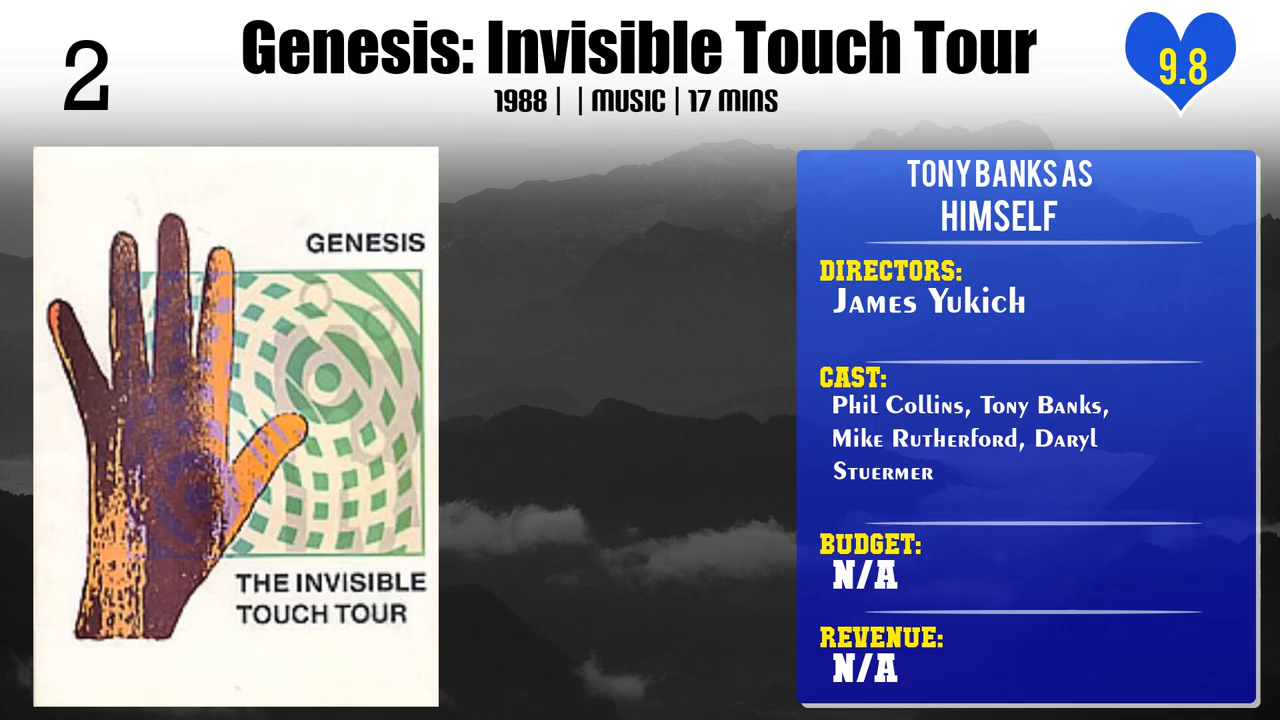 2
Genesis: Invisible Touch Tour
9.8
1988 | | MUSIC | 17 MINS
GENESIS
THE INVISIBLE
TOUCH TOUR
TONY BANKS AS
HIMSELF
DIRECTORS:
James Yukich
CAST:
Phil Collins, Tony Banks,
Mike Rutherford, Daryl
Stuermer
BUDGET:
N/A
REVENUE:
N/A